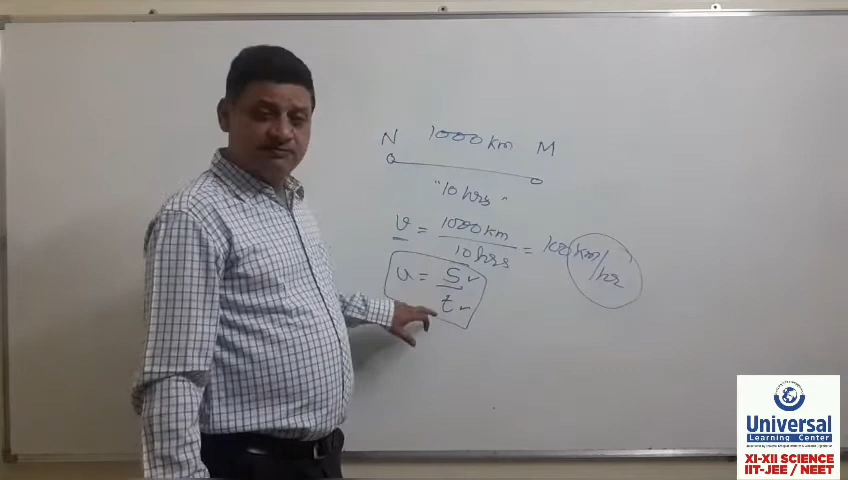 N 1000 km M
"10 hrs"
v = 1000 km / 10 hrs = 100 km/hr
u = S / t
Universal
Learning Center
XI-XII SCIENCE
IIT-JEE / NEET